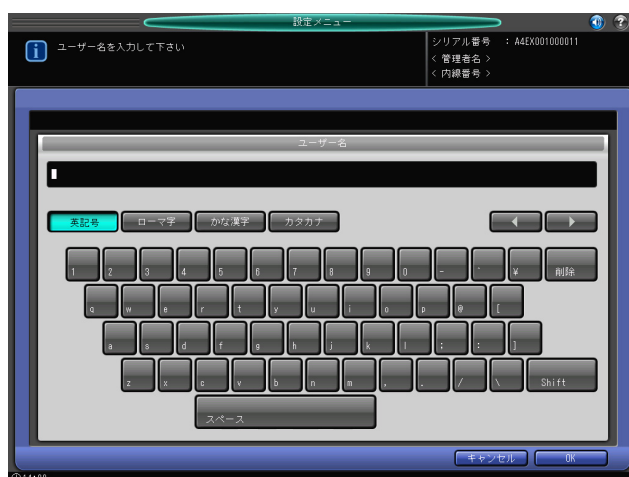 設定メニュー
ユーザー名を入力して下さい
シリアル番号 : A4EX001000011
< 管理者名 >
< 内線番号 >
ユーザー名
英記号 ローマ字 かな漢字 カタカナ
1 2 3 4 5 6 7 8 9 0 - ^ ¥ 削除
q w e r t y u i o p @ [
a s d f g h j k l ; : ]
z x c v b n m , . / \ Shift
スペース
キャンセル OK